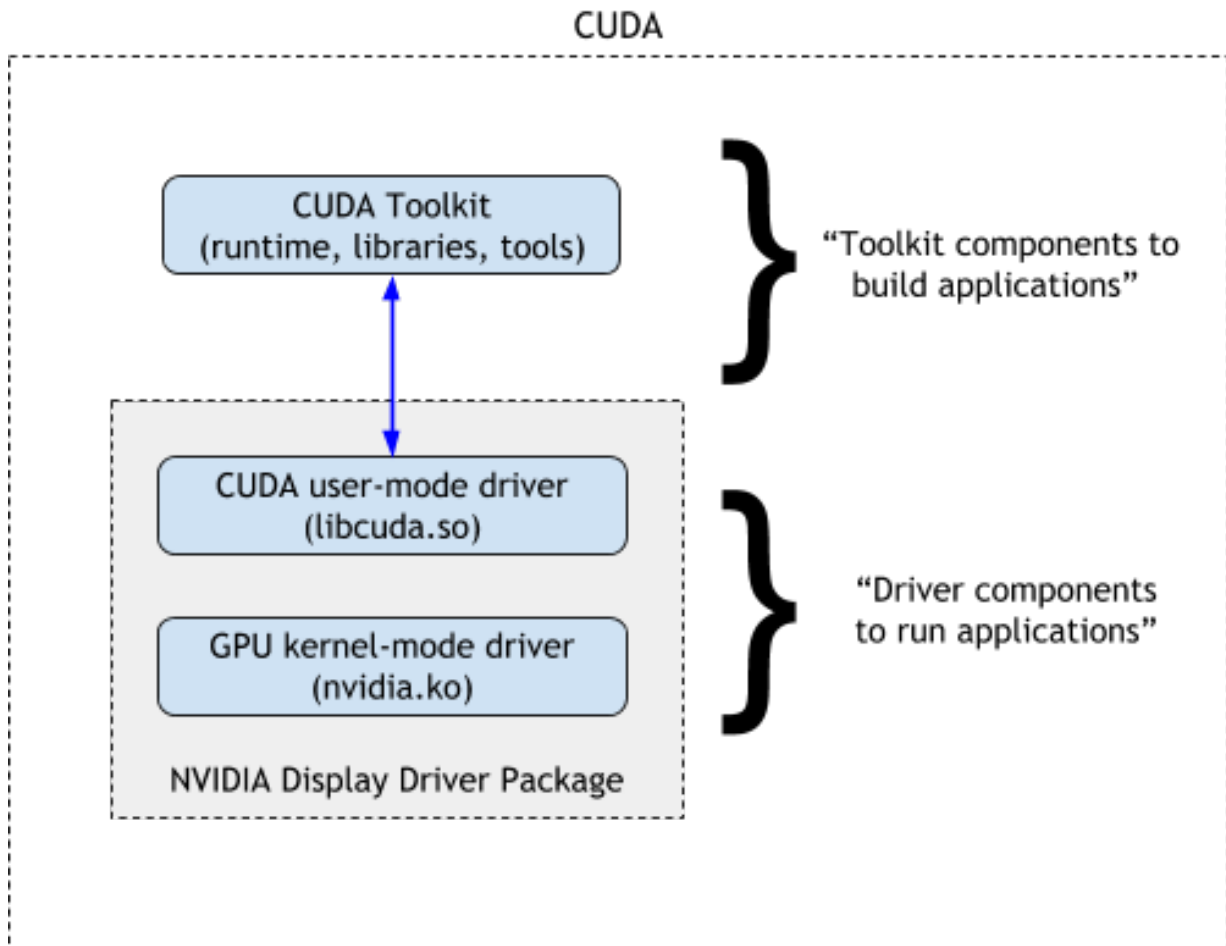 CUDA
CUDA Toolkit
(runtime, libraries, tools)
“Toolkit components to
build applications”
CUDA user-mode driver
(libcuda.so)
GPU kernel-mode driver
(nvidia.ko)
NVIDIA Display Driver Package
“Driver components
to run applications”